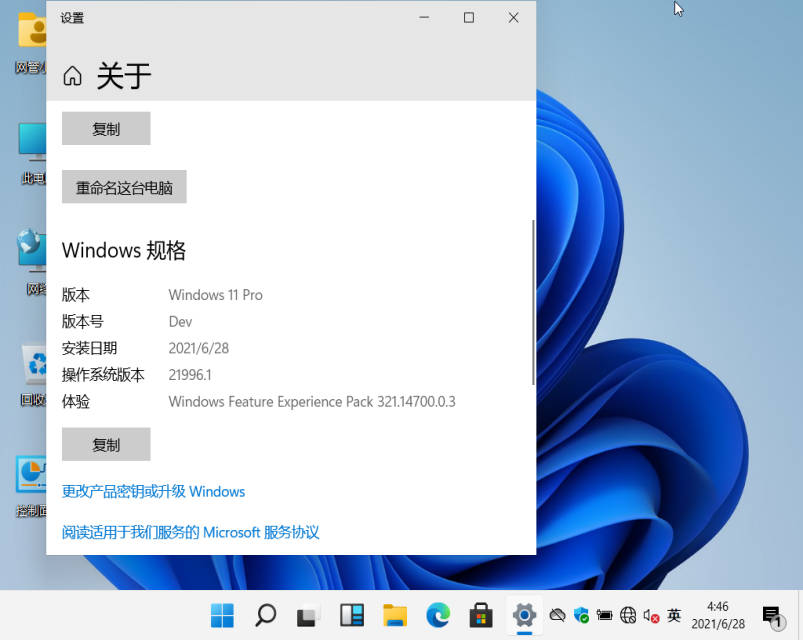 设置
关于
复制
重命名这台电脑
Windows 规格
版本 Windows 11 Pro
版本号 Dev
安装日期 2021/6/28
操作系统版本 21996.1
体验 Windows Feature Experience Pack 321.14700.0.3
复制
更改产品密钥或升级 Windows
阅读适用于我们服务的 Microsoft 服务协议
此电
网络
回收
控制面
英
4:46
2021/6/28
1